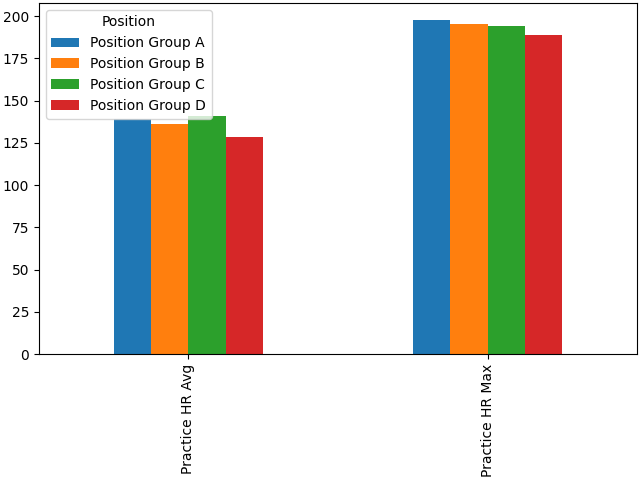 200
175
150
125
100
75
50
25
0
Position
Position Group A
Position Group B
Position Group C
Position Group D
Practice HR Avg
Practice HR Max